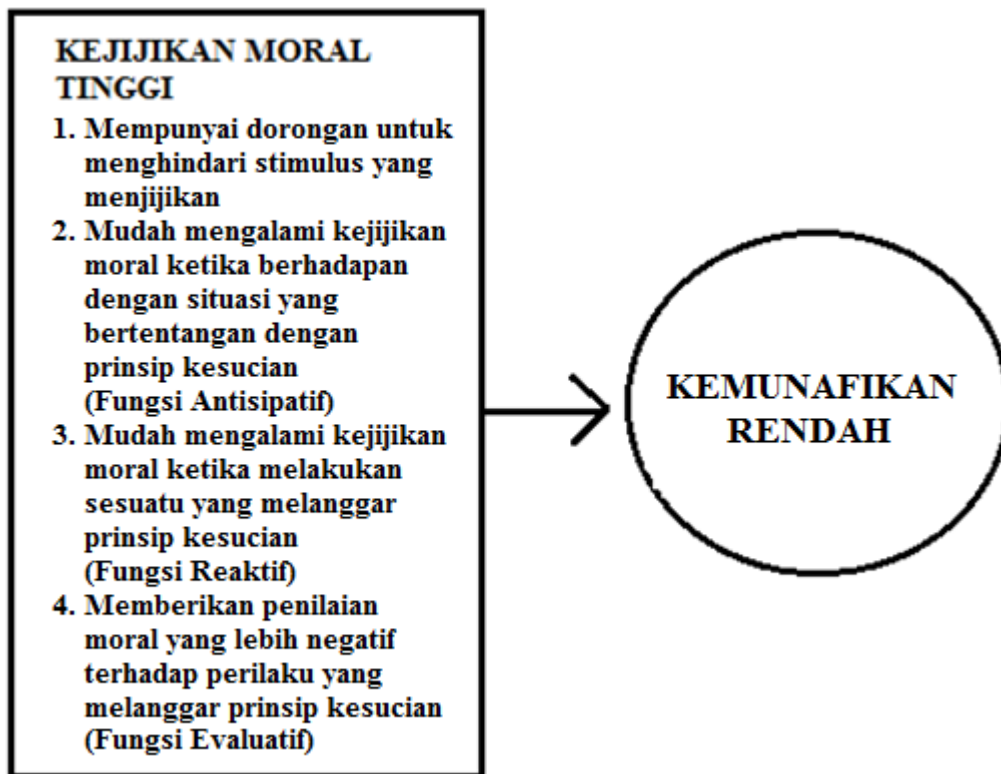 KEJIJIKAN MORAL
TINGGI
1. Mempunyai dorongan untuk
menghindari stimulus yang
menjijikan
2. Mudah mengalami kejijikan
moral ketika berhadapan
dengan situasi yang
bertentangan dengan
prinsip kesucian
(Fungsi Antisipatif)
3. Mudah mengalami kejijikan
moral ketika melakukan
sesuatu yang melanggar
prinsip kesucian
(Fungsi Reaktif)
4. Memberikan penilaian
moral yang lebih negatif
terhadap perilaku yang
melanggar prinsip kesucian
(Fungsi Evaluatif)
KEMUNAFIKAN
RENDAH